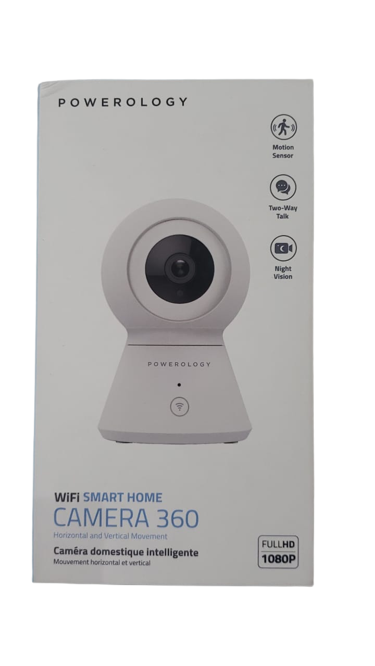 POWEROLOGY
Motion
Sensor
Two-Way
Talk
Night
Vision
POWEROLOGY
WiFi SMART HOME
CAMERA 360
Horizontal and Vertical Movement
Caméra domestique intelligente
Mouvement horizontal et vertical
FULLHD
1080P